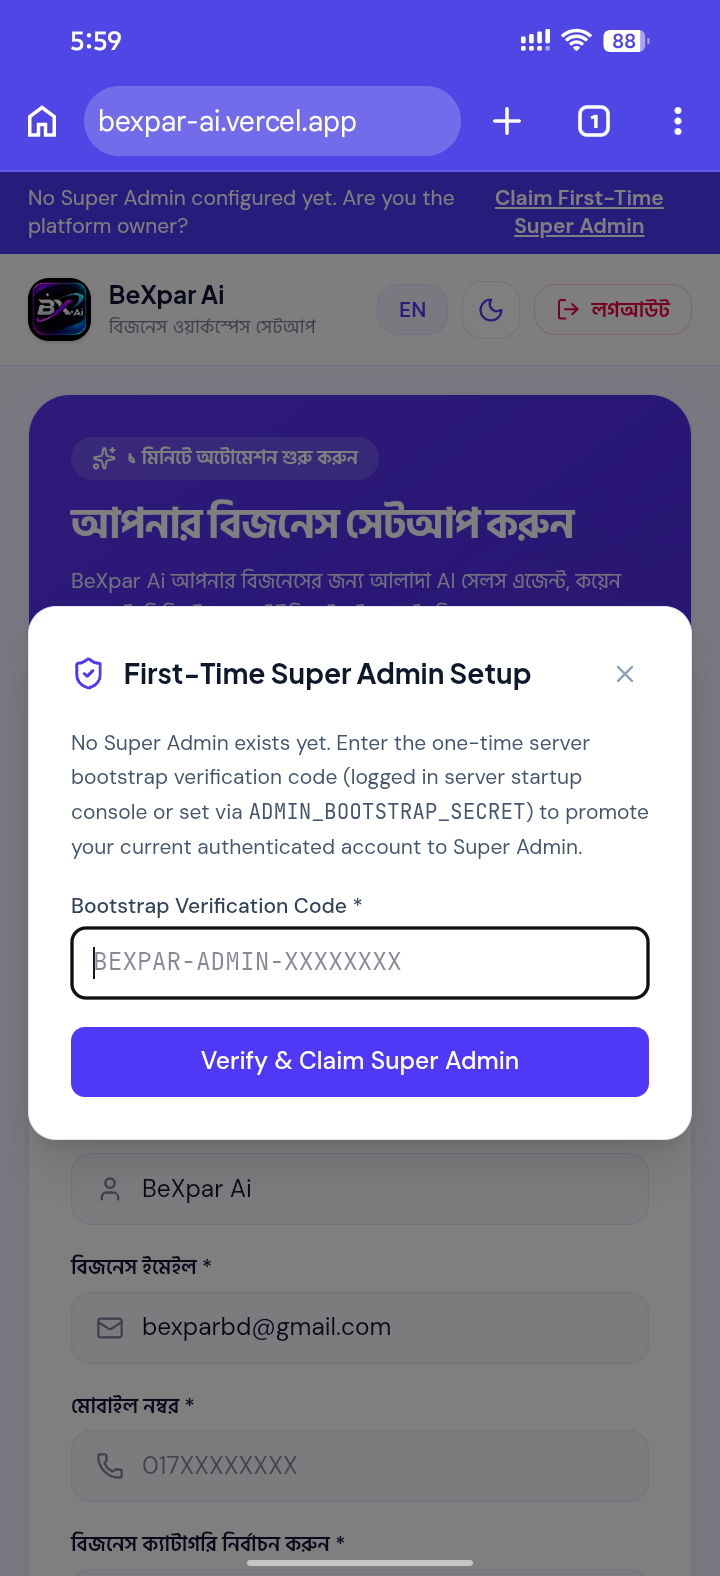 5:59
88
bexpar-ai.vercel.app
1
No Super Admin configured yet. Are you the
platform owner?
Claim First-Time
Super Admin
BX.Ai
BeXpar Ai
বিজনেস ওয়ার্কস্পেস সেটআপ
EN
লগআউট
১ মিনিটে অটোমেশন শুরু করুন
আপনার বিজনেস সেটআপ করুন
BeXpar Ai আপনার বিজনেসের জন্য আলাদা AI সেলস এজেন্ট, কয়েন
First-Time Super Admin Setup
No Super Admin exists yet. Enter the one-time server
bootstrap verification code (logged in server startup
console or set via ADMIN_BOOTSTRAP_SECRET) to promote
your current authenticated account to Super Admin.
Bootstrap Verification Code *
BEXPAR-ADMIN-XXXXXXXX
Verify & Claim Super Admin
BeXpar Ai
বিজনেস ইমেইল *
bexparbd@gmail.com
মোবাইল নম্বর *
017XXXXXXXX
বিজনেস ক্যাটাগরি নির্বাচন করুন *